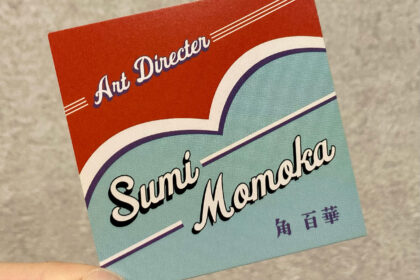 Art Directer
Sumi
Momoka
角 百華